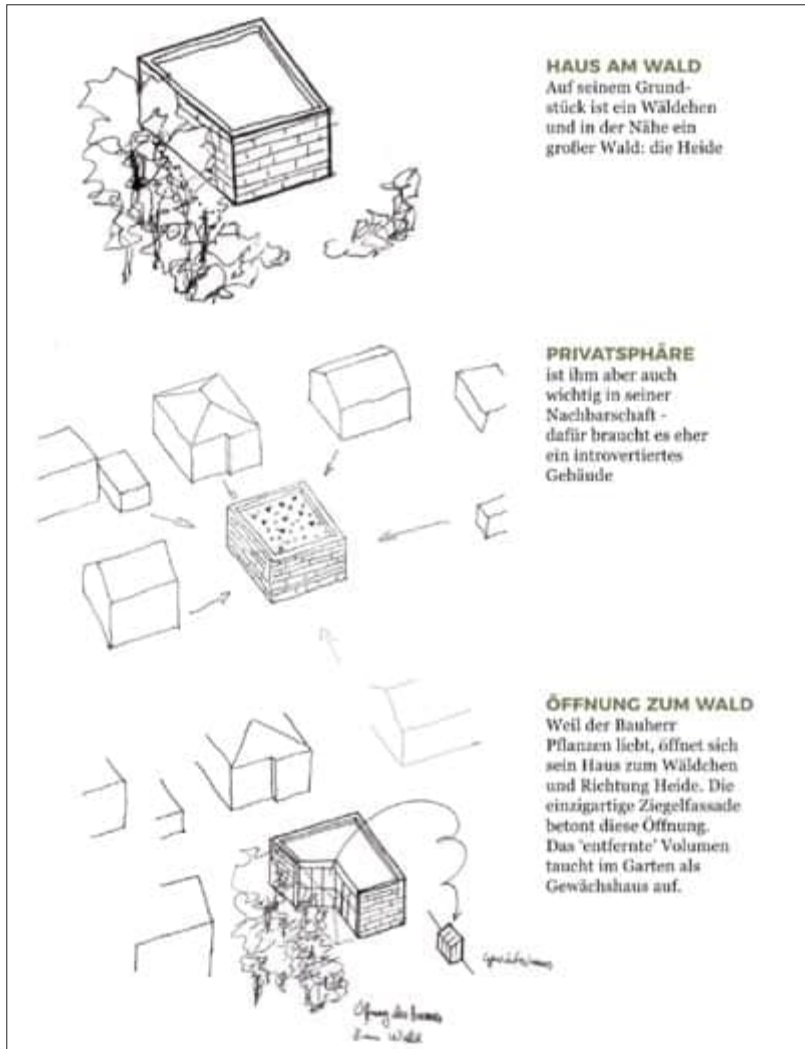 HAUS AM WALD
Auf seinem Grund-
stück ist ein Wäldchen
und in der Nähe ein
großer Wald: die Heide
PRIVATSPHÄRE
ist ihm aber auch
wichtig in seiner
Nachbarschaft -
dafür braucht es eher
ein introvertiertes
Gebäude
ÖFFNUNG ZUM WALD
Weil der Bauherr
Pflanzen liebt, öffnet sich
sein Haus zum Wäldchen
und Richtung Heide. Die
einzigartige Ziegelfassade
betont diese Öffnung.
Das 'entfernte' Volumen
taucht im Garten als
Gewächshaus auf.
Öffnung des
zum Wald